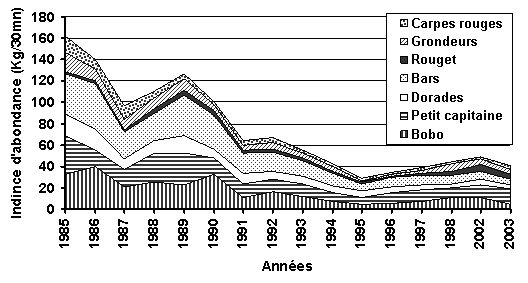 Indince d'abondance (Kg/30mn)
180
160
140
120
100
80
60
40
20
0
Carpes rouges
Grondeurs
Rouget
Bars
Dorades
Petit capitaine
Bobo
1985 1986 1987 1988 1989 1990 1991 1992 1993 1994 1995 1996 1997 1998 2002 2003
Années